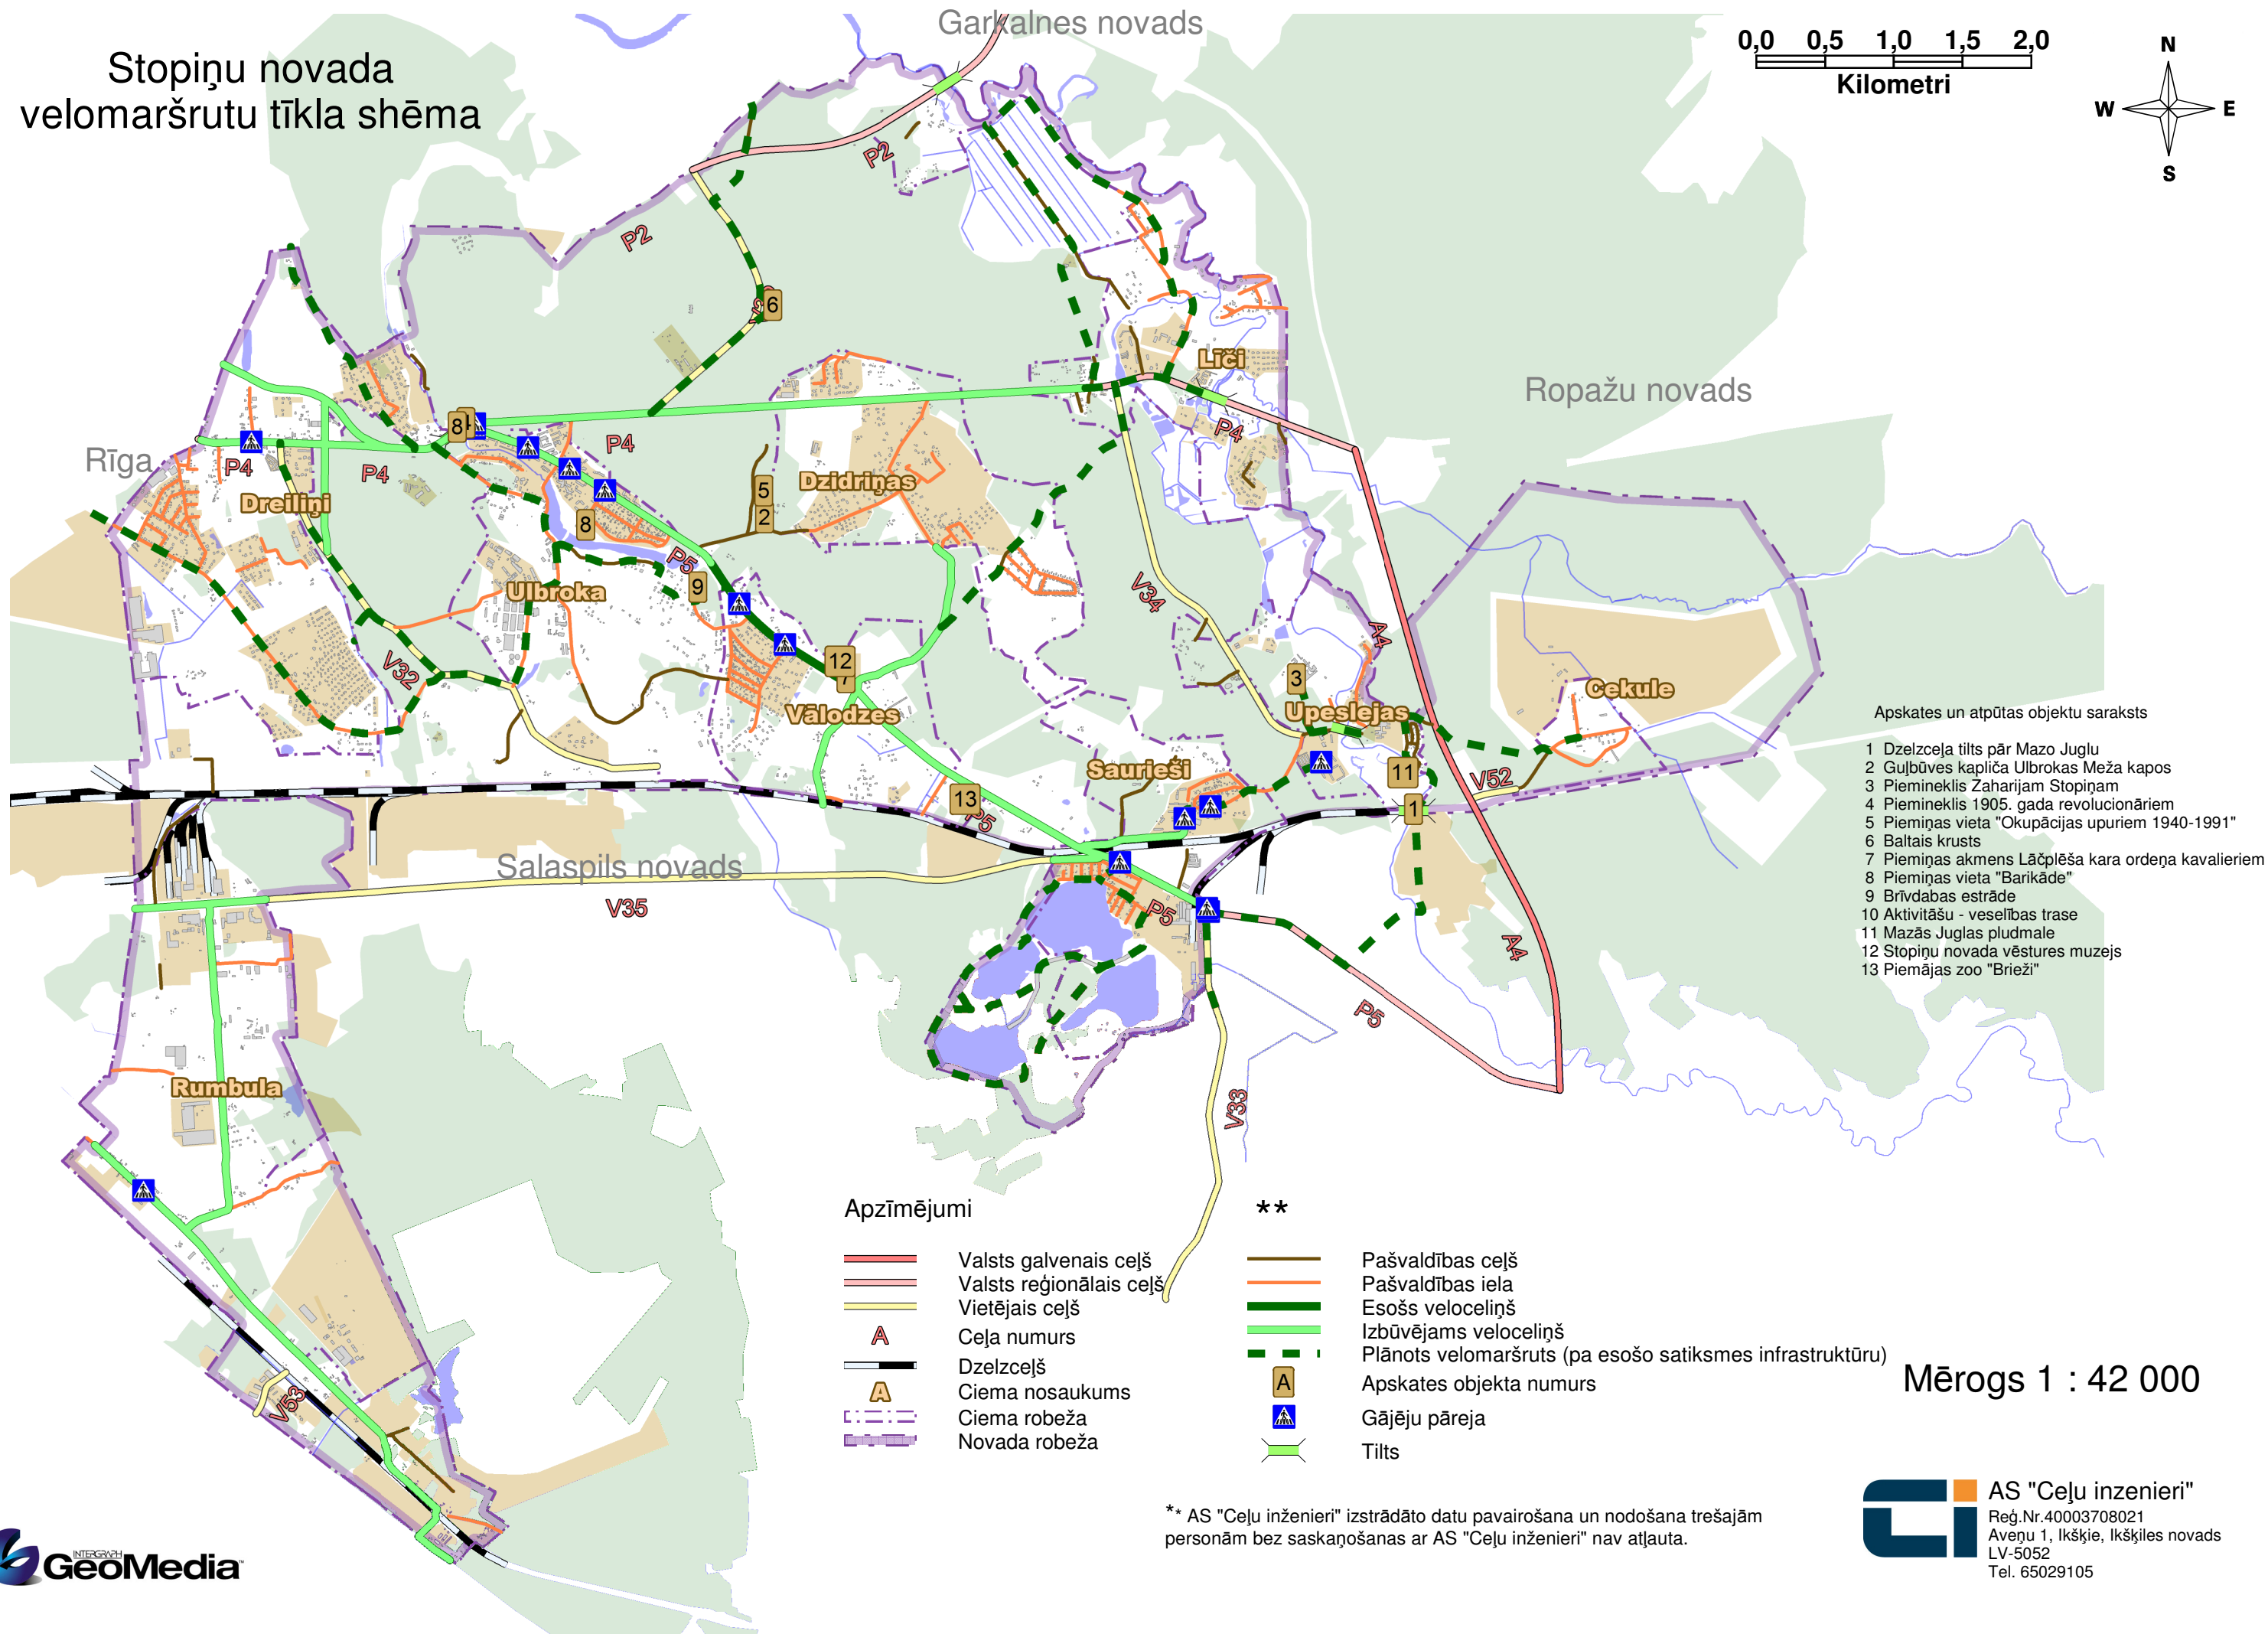 Garkalnes novads
Stopiņu novada
velomaršrutu tīkla shēma
0,0 0,5 1,0 1,5 2,0
Kilometri
N
W E
S
P2
P2
6
Līči
Ropažu novads
P4
8
P4
Rīga
P4
P4
Dreiliņi
Dzidriņas
5
2
8
P5
Ulbroka
9
V34
A4
12
7
3
V32
Cekule
Vālodzes
Upeslejas
Saurieši
11
V52
13
P5
1
Salaspils novads
V35
P5
A4
P5
Rumbula
V33
V53
Apskates un atpūtas objektu saraksts
1 Dzelzceļa tilts pār Mazo Juglu
2 Guļbūves kapliča Ulbrokas Meža kapos
3 Piemineklis Zaharijam Stopiņam
4 Piemineklis 1905. gada revolucionāriem
5 Piemiņas vieta "Okupācijas upuriem 1940-1991"
6 Baltais krusts
7 Piemiņas akmens Lāčplēša kara ordeņa kavalieriem
8 Piemiņas vieta "Barikāde"
9 Brīvdabas estrāde
10 Aktivitāšu - veselības trase
11 Mazās Juglas pludmale
12 Stopiņu novada vēstures muzejs
13 Piemājas zoo "Brieži"
Apzīmējumi
Valsts galvenais ceļš
Valsts reģionālais ceļš
Vietējais ceļš
A Ceļa numurs
Dzelzceļš
A Ciema nosaukums
Ciema robeža
Novada robeža
**
Pašvaldības ceļš
Pašvaldības iela
Esošs veloceliņš
Izbūvējams veloceliņš
Plānots velomaršruts (pa esošo satiksmes infrastruktūru)
A Apskates objekta numurs
Gājēju pāreja
Tilts
Mērogs 1 : 42 000
** AS "Ceļu inženieri" izstrādāto datu pavairošana un nodošana trešajām
personām bez saskaņošanas ar AS "Ceļu inženieri" nav atļauta.
AS "Ceļu inzenieri"
Reģ.Nr.40003708021
Aveņu 1, Ikšķie, Ikšķiles novads
LV-5052
Tel. 65029105
INTERGRAPH
GeoMedia